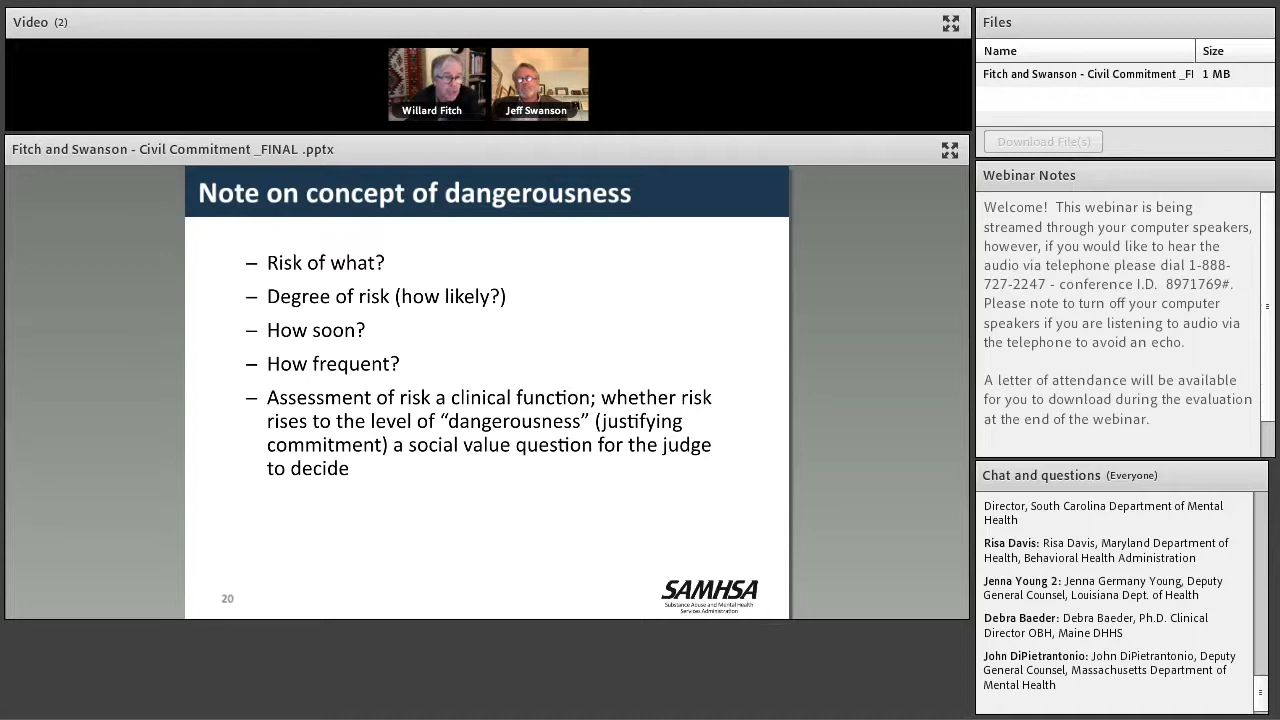 Video (2)
Willard Fitch
Jeff Swanson
Fitch and Swanson - Civil Commitment _FINAL .pptx
Note on concept of dangerousness
– Risk of what?
– Degree of risk (how likely?)
– How soon?
– How frequent?
– Assessment of risk a clinical function; whether risk
rises to the level of “dangerousness” (justifying
commitment) a social value question for the judge
to decide
20
SAMHSA
Substance Abuse and Mental Health
Services Administration
Files
Name Size
Fitch and Swanson - Civil Commitment _FI 1 MB
Download File(s)
Webinar Notes
Welcome! This webinar is being
streamed through your computer speakers,
however, if you would like to hear the
audio via telephone please dial 1-888-
727-2247 - conference I.D. 8971769#.
Please note to turn off your computer
speakers if you are listening to audio via
the telephone to avoid an echo.
A letter of attendance will be available
for you to download during the evaluation
at the end of the webinar.
Chat and questions (Everyone)
Director, South Carolina Department of Mental
Health
Risa Davis: Risa Davis, Maryland Department of
Health, Behavioral Health Administration
Jenna Young 2: Jenna Germany Young, Deputy
General Counsel, Louisiana Dept. of Health
Debra Baeder: Debra Baeder, Ph.D. Clinical
Director OBH, Maine DHHS
John DiPietrantonio: John DiPietrantonio, Deputy
General Counsel, Massachusetts Department of
Mental Health